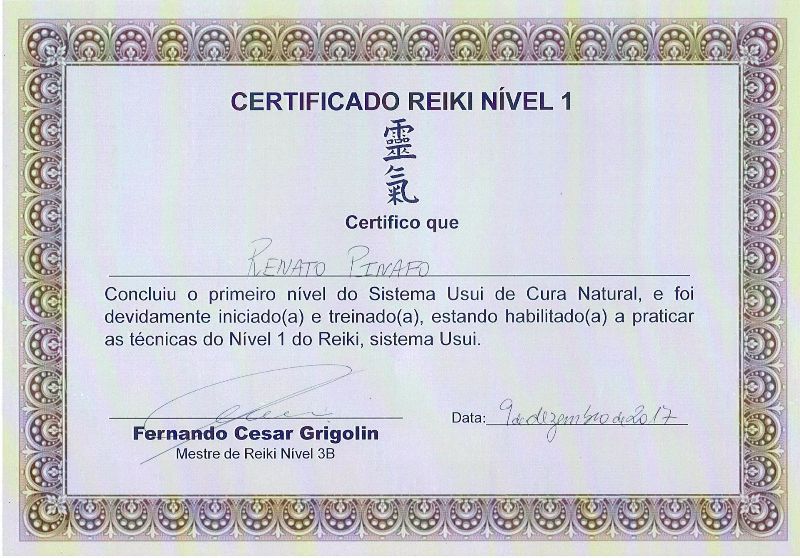 CERTIFICADO REIKI NÍVEL 1
靈
氣
Certifico que
RENATO PINAFO
Concluiu o primeiro nível do Sistema Usui de Cura Natural, e foi
devidamente iniciado(a) e treinado(a), estando habilitado(a) a praticar
as técnicas do Nível 1 do Reiki, sistema Usui.
Data: 9 de dezembro de 2017
Fernando Cesar Grigolin
Mestre de Reiki Nível 3B